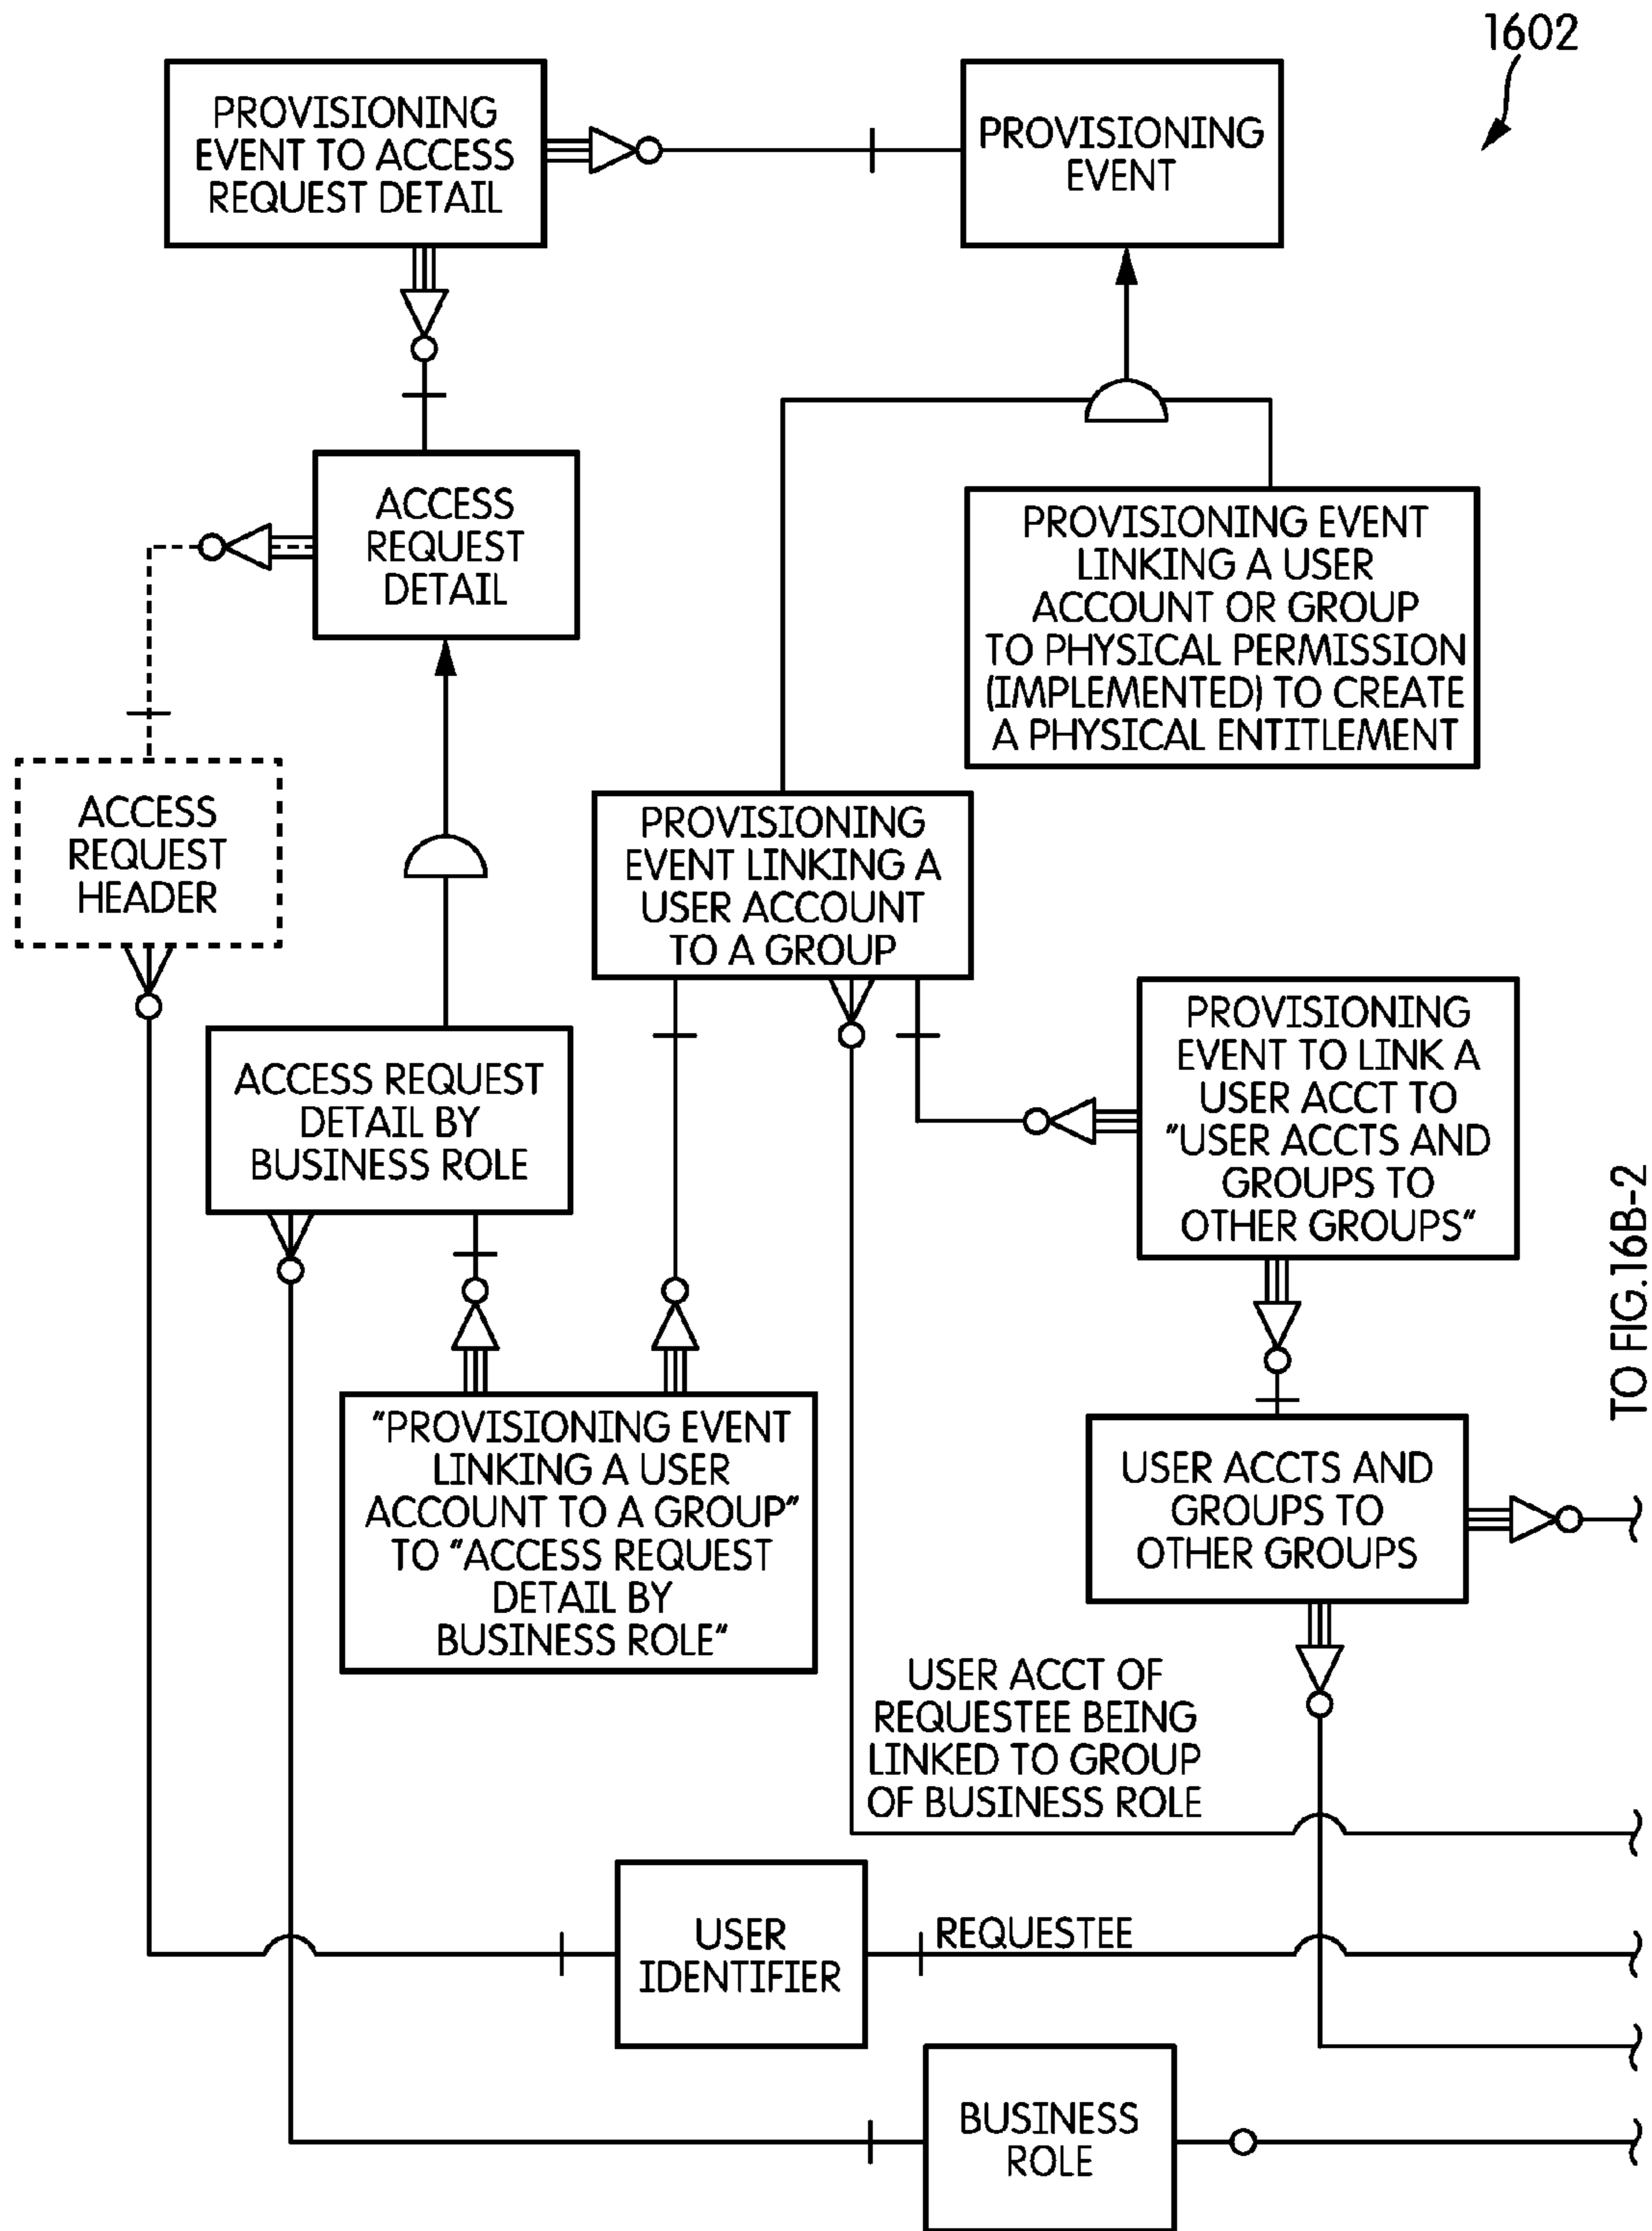 1602
PROVISIONING
EVENT TO ACCESS
REQUEST DETAIL
PROVISIONING
EVENT
ACCESS
REQUEST
DETAIL
PROVISIONING EVENT
LINKING A USER
ACCOUNT OR GROUP
TO PHYSICAL PERMISSION
(IMPLEMENTED) TO CREATE
A PHYSICAL ENTITLEMENT
ACCESS
REQUEST
HEADER
PROVISIONING
EVENT LINKING A
USER ACCOUNT
TO A GROUP
ACCESS REQUEST
DETAIL BY
BUSINESS ROLE
PROVISIONING
EVENT TO LINK A
USER ACCT TO
"USER ACCTS AND
GROUPS TO
OTHER GROUPS"
TO FIG.16B-2
"PROVISIONING EVENT
LINKING A USER
ACCOUNT TO A GROUP"
TO "ACCESS REQUEST
DETAIL BY
BUSINESS ROLE"
USER ACCTS AND
GROUPS TO
OTHER GROUPS
USER ACCT OF
REQUESTEE BEING
LINKED TO GROUP
OF BUSINESS ROLE
USER
IDENTIFIER
REQUESTEE
BUSINESS
ROLE